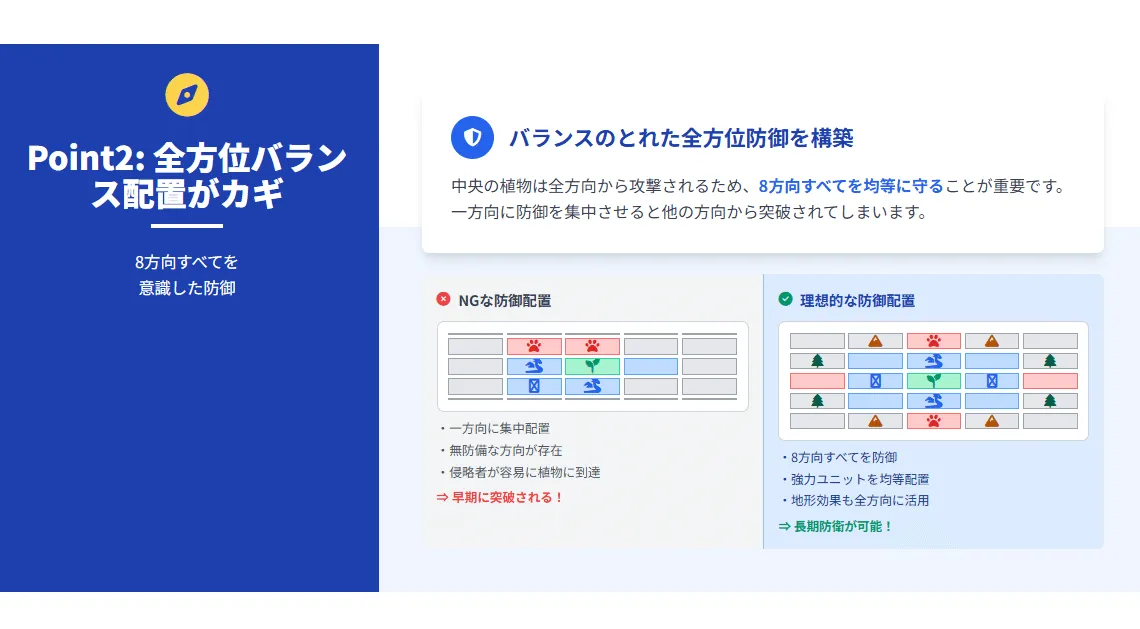 Point2: 全方位バラン
ス配置がカギ
8方向すべてを
意識した防御
バランスのとれた全方位防御を構築
中央の植物は全方向から攻撃されるため、8方向すべてを均等に守ることが重要です。
一方向に防御を集中させると他の方向から突破されてしまいます。
NGな防御配置
・一方向に集中配置
・無防備な方向が存在
・侵略者が容易に植物に到達
⇒ 早期に突破される！
理想的な防御配置
・8方向すべてを防御
・強力ユニットを均等配置
・地形効果も全方向に活用
⇒ 長期防衛が可能！